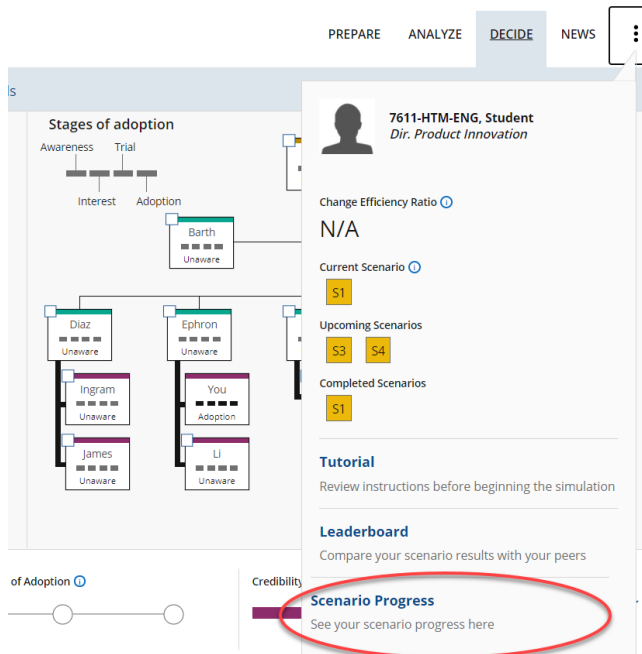 PREPARE
ANALYZE
DECIDE
NEWS
ls
Stages of adoption
Awareness
Trial
Interest
Adoption
Barth
Unaware
Diaz
Unaware
Ephron
Unaware
Ingram
Unaware
You
Adoption
James
Unaware
Li
Unaware
of Adoption
Credibility
7611-HTM-ENG, Student
Dir. Product Innovation
Change Efficiency Ratio
N/A
Current Scenario
S1
Upcoming Scenarios
S3
S4
Completed Scenarios
S1
Tutorial
Review instructions before beginning the simulation
Leaderboard
Compare your scenario results with your peers
Scenario Progress
See your scenario progress here